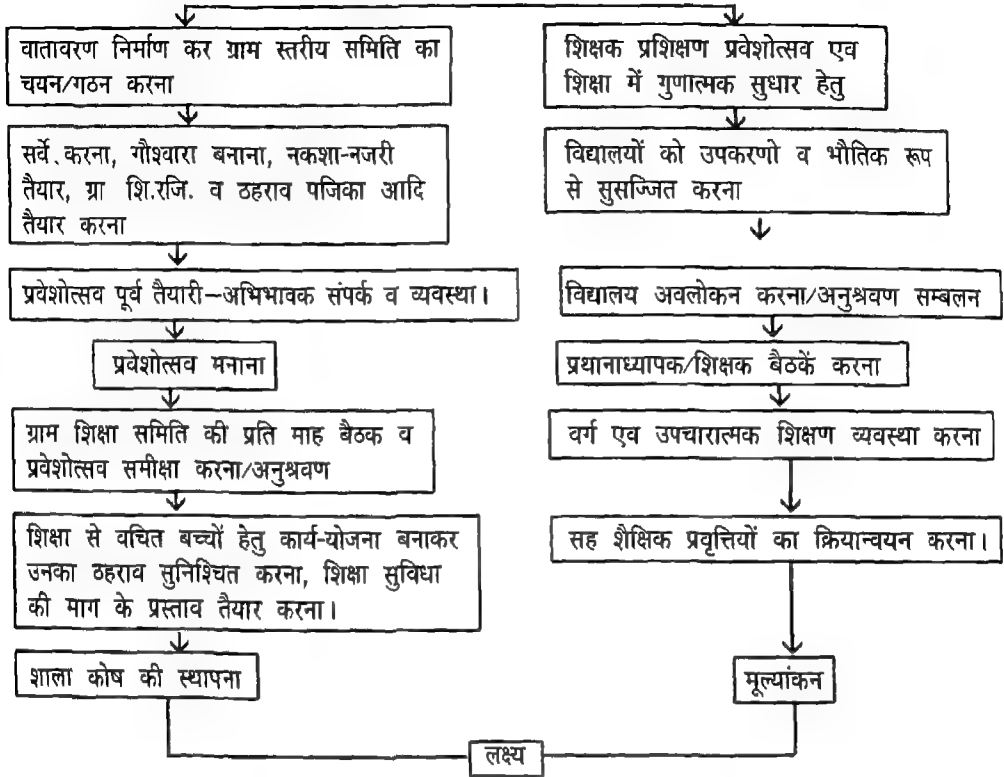 वातावरण निर्माण कर ग्राम स्तरीय समिति का
चयन/गठन करना
सर्वे.करना, गौश्वारा बनाना, नकशा-नजरी
तैयार, ग्रा शि.रजि. व ठहराव पजिका आदि
तैयार करना
प्रवेशोत्सव पूर्व तैयारी–अभिभावक संपर्क व व्यवस्था।
प्रवेशोत्सव मनाना
ग्राम शिक्षा समिति की प्रति माह बैठक व
प्रवेशोत्सव समीक्षा करना/अनुश्रवण
शिक्षा से वचित बच्चों हेतु कार्य-योजना बनाकर
उनका ठहराव सुनिश्चित करना, शिक्षा सुविधा
की माग के प्रस्ताव तैयार करना।
शाला कोष की स्थापना
शिक्षक प्रशिक्षण प्रवेशोत्सव एव
शिक्षा में गुणात्मक सुधार हेतु
विद्यालयों को उपकरणो व भौतिक रूप
से सुसज्जित करना
विद्यालय अवलोकन करना/अनुश्रवण सम्बलन
प्रथानाध्यापक/शिक्षक बैठकें करना
वर्ग एव उपचारात्मक शिक्षण व्यवस्था करना
सह शैक्षिक प्रवृत्तियों का क्रियान्वयन करना।
मूल्यांकन
लक्ष्य